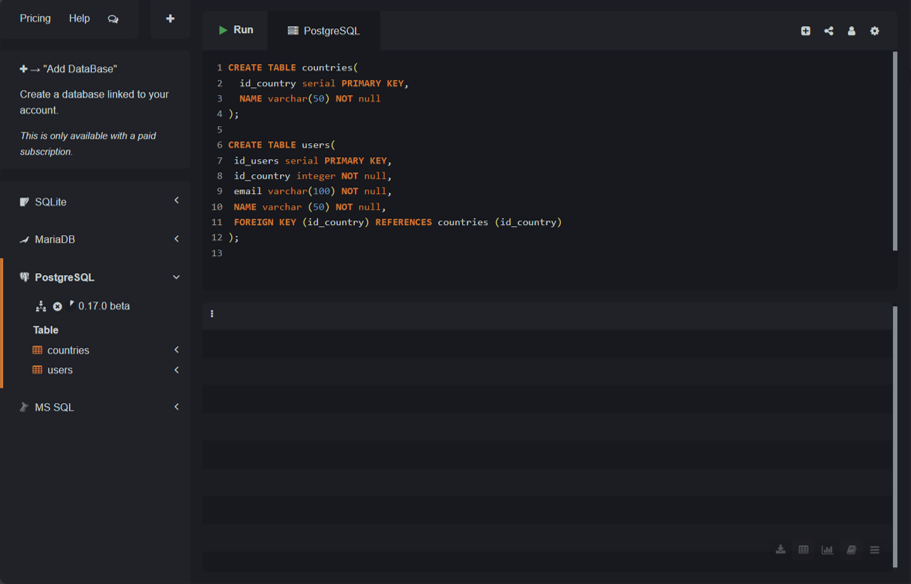 Pricing Help
Run PostgreSQL
"Add DataBase"
Create a database linked to your
account.
This is only available with a paid
subscription.
SQLite
MariaDB
PostgreSQL
0.17.0 beta
Table
countries
users
MS SQL
1 CREATE TABLE countries(
2 id_country serial PRIMARY KEY,
3 NAME varchar(50) NOT null
4 );
5
6 CREATE TABLE users(
7 id_users serial PRIMARY KEY,
8 id_country integer NOT null,
9 email varchar(100) NOT null,
10 NAME varchar (50) NOT null,
11 FOREIGN KEY (id_country) REFERENCES countries (id_country)
12 );
13